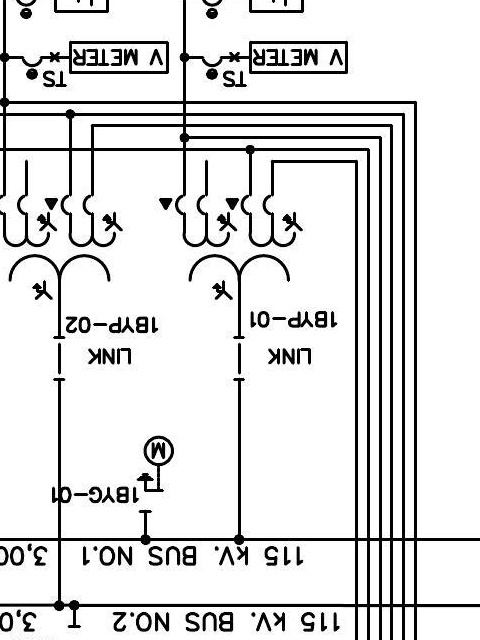 115 kV. BUS NO.2 3,0
115 kV. BUS NO.1 3,00
1BYG-01
M
LINK LINK
1BYP-01 1BYP-02
TS TS
V METER V METER